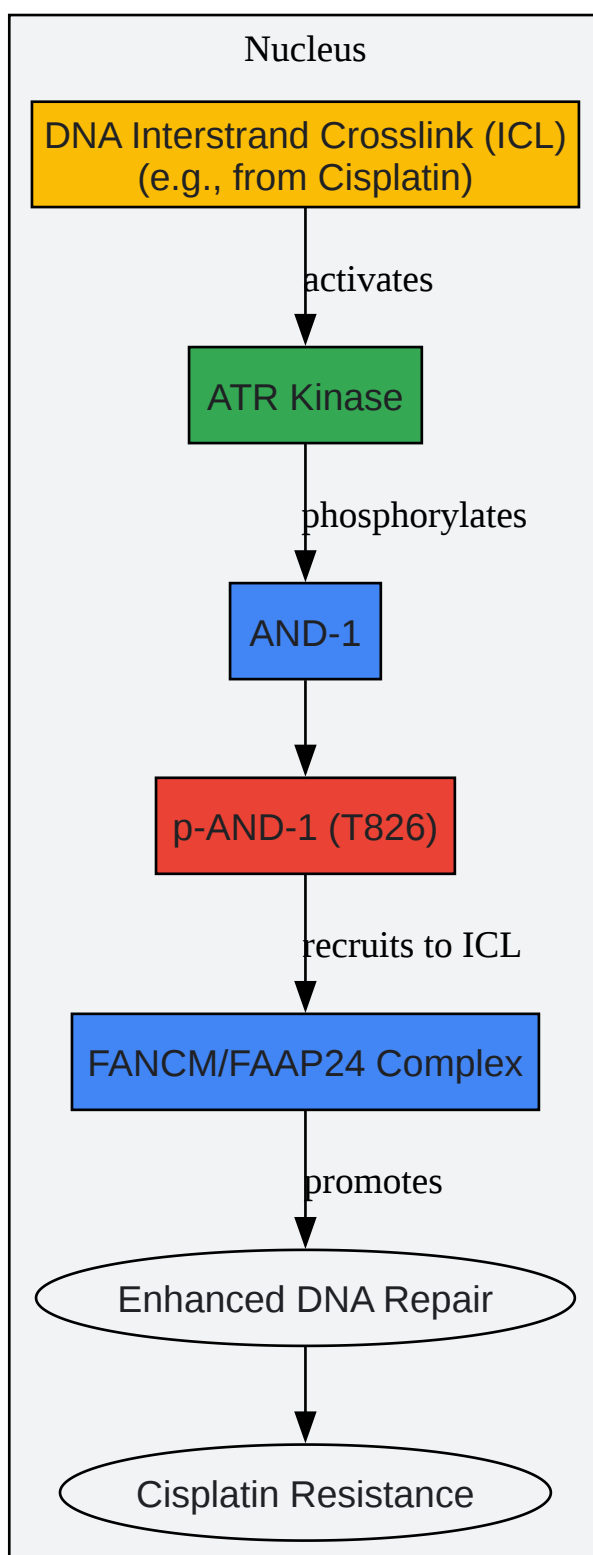 Nucleus
DNA Interstrand Crosslink (ICL)
(e.g., from Cisplatin)
activates
ATR Kinase
phosphorylates
AND-1
p-AND-1 (T826)
recruits to ICL
FANCM/FAAP24 Complex
promotes
Enhanced DNA Repair
Cisplatin Resistance